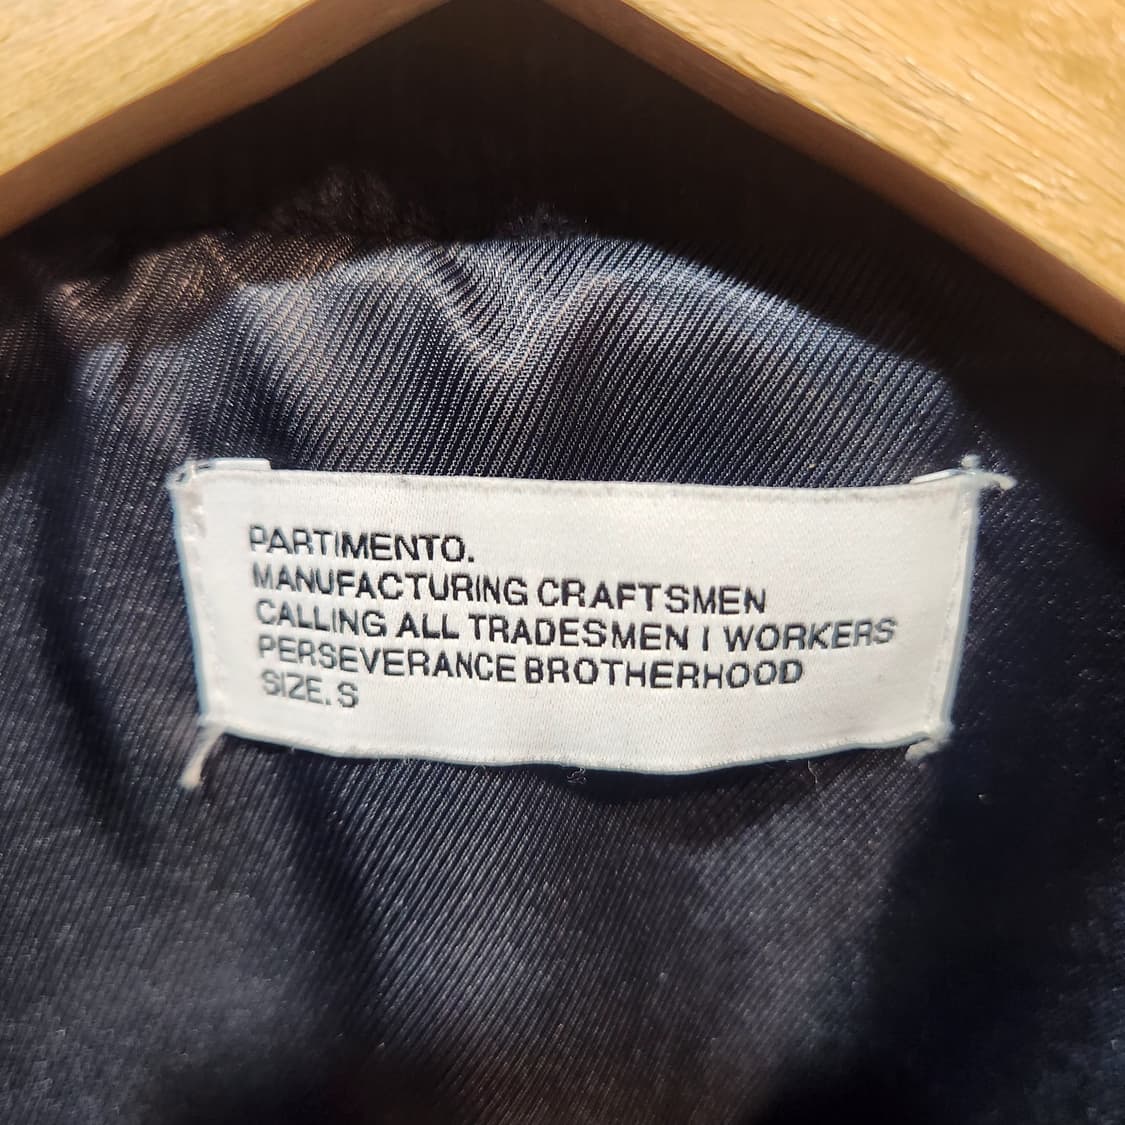 PARTIMENTO.
MANUFACTURING CRAFTSMEN
CALLING ALL TRADESMEN | WORKERS
PERSEVERANCE BROTHERHOOD
SIZE. S